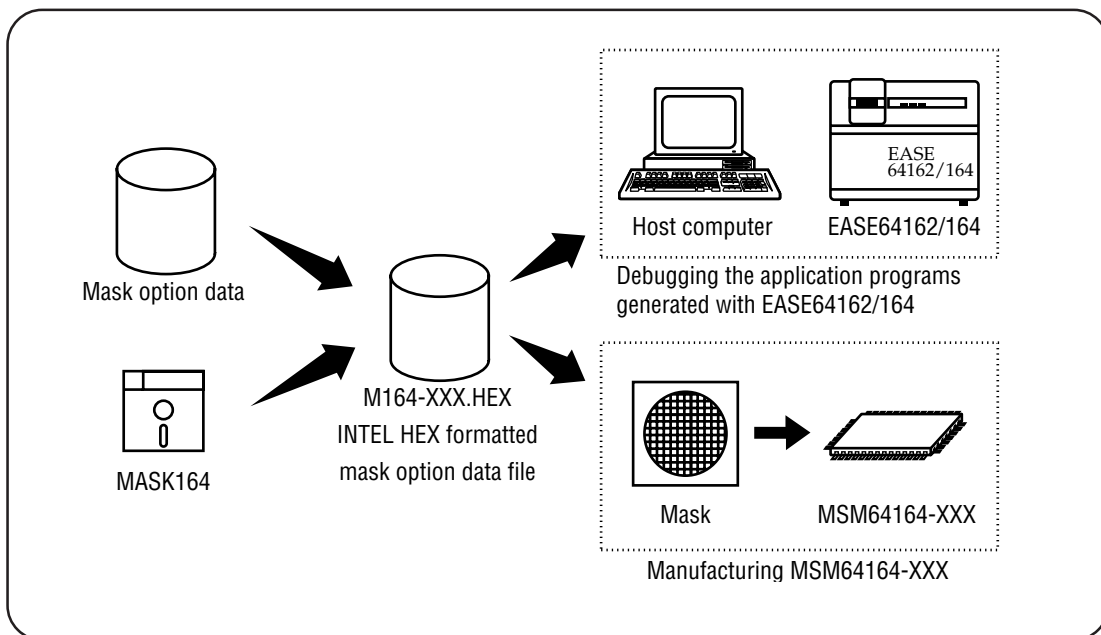 Mask option data
MASK164
M164-XXX.HEX
INTEL HEX formatted
mask option data file
EASE
64162/164
Host computer
EASE64162/164
Debugging the application programs
generated with EASE64162/164
Mask
MSM64164-XXX
Manufacturing MSM64164-XXX